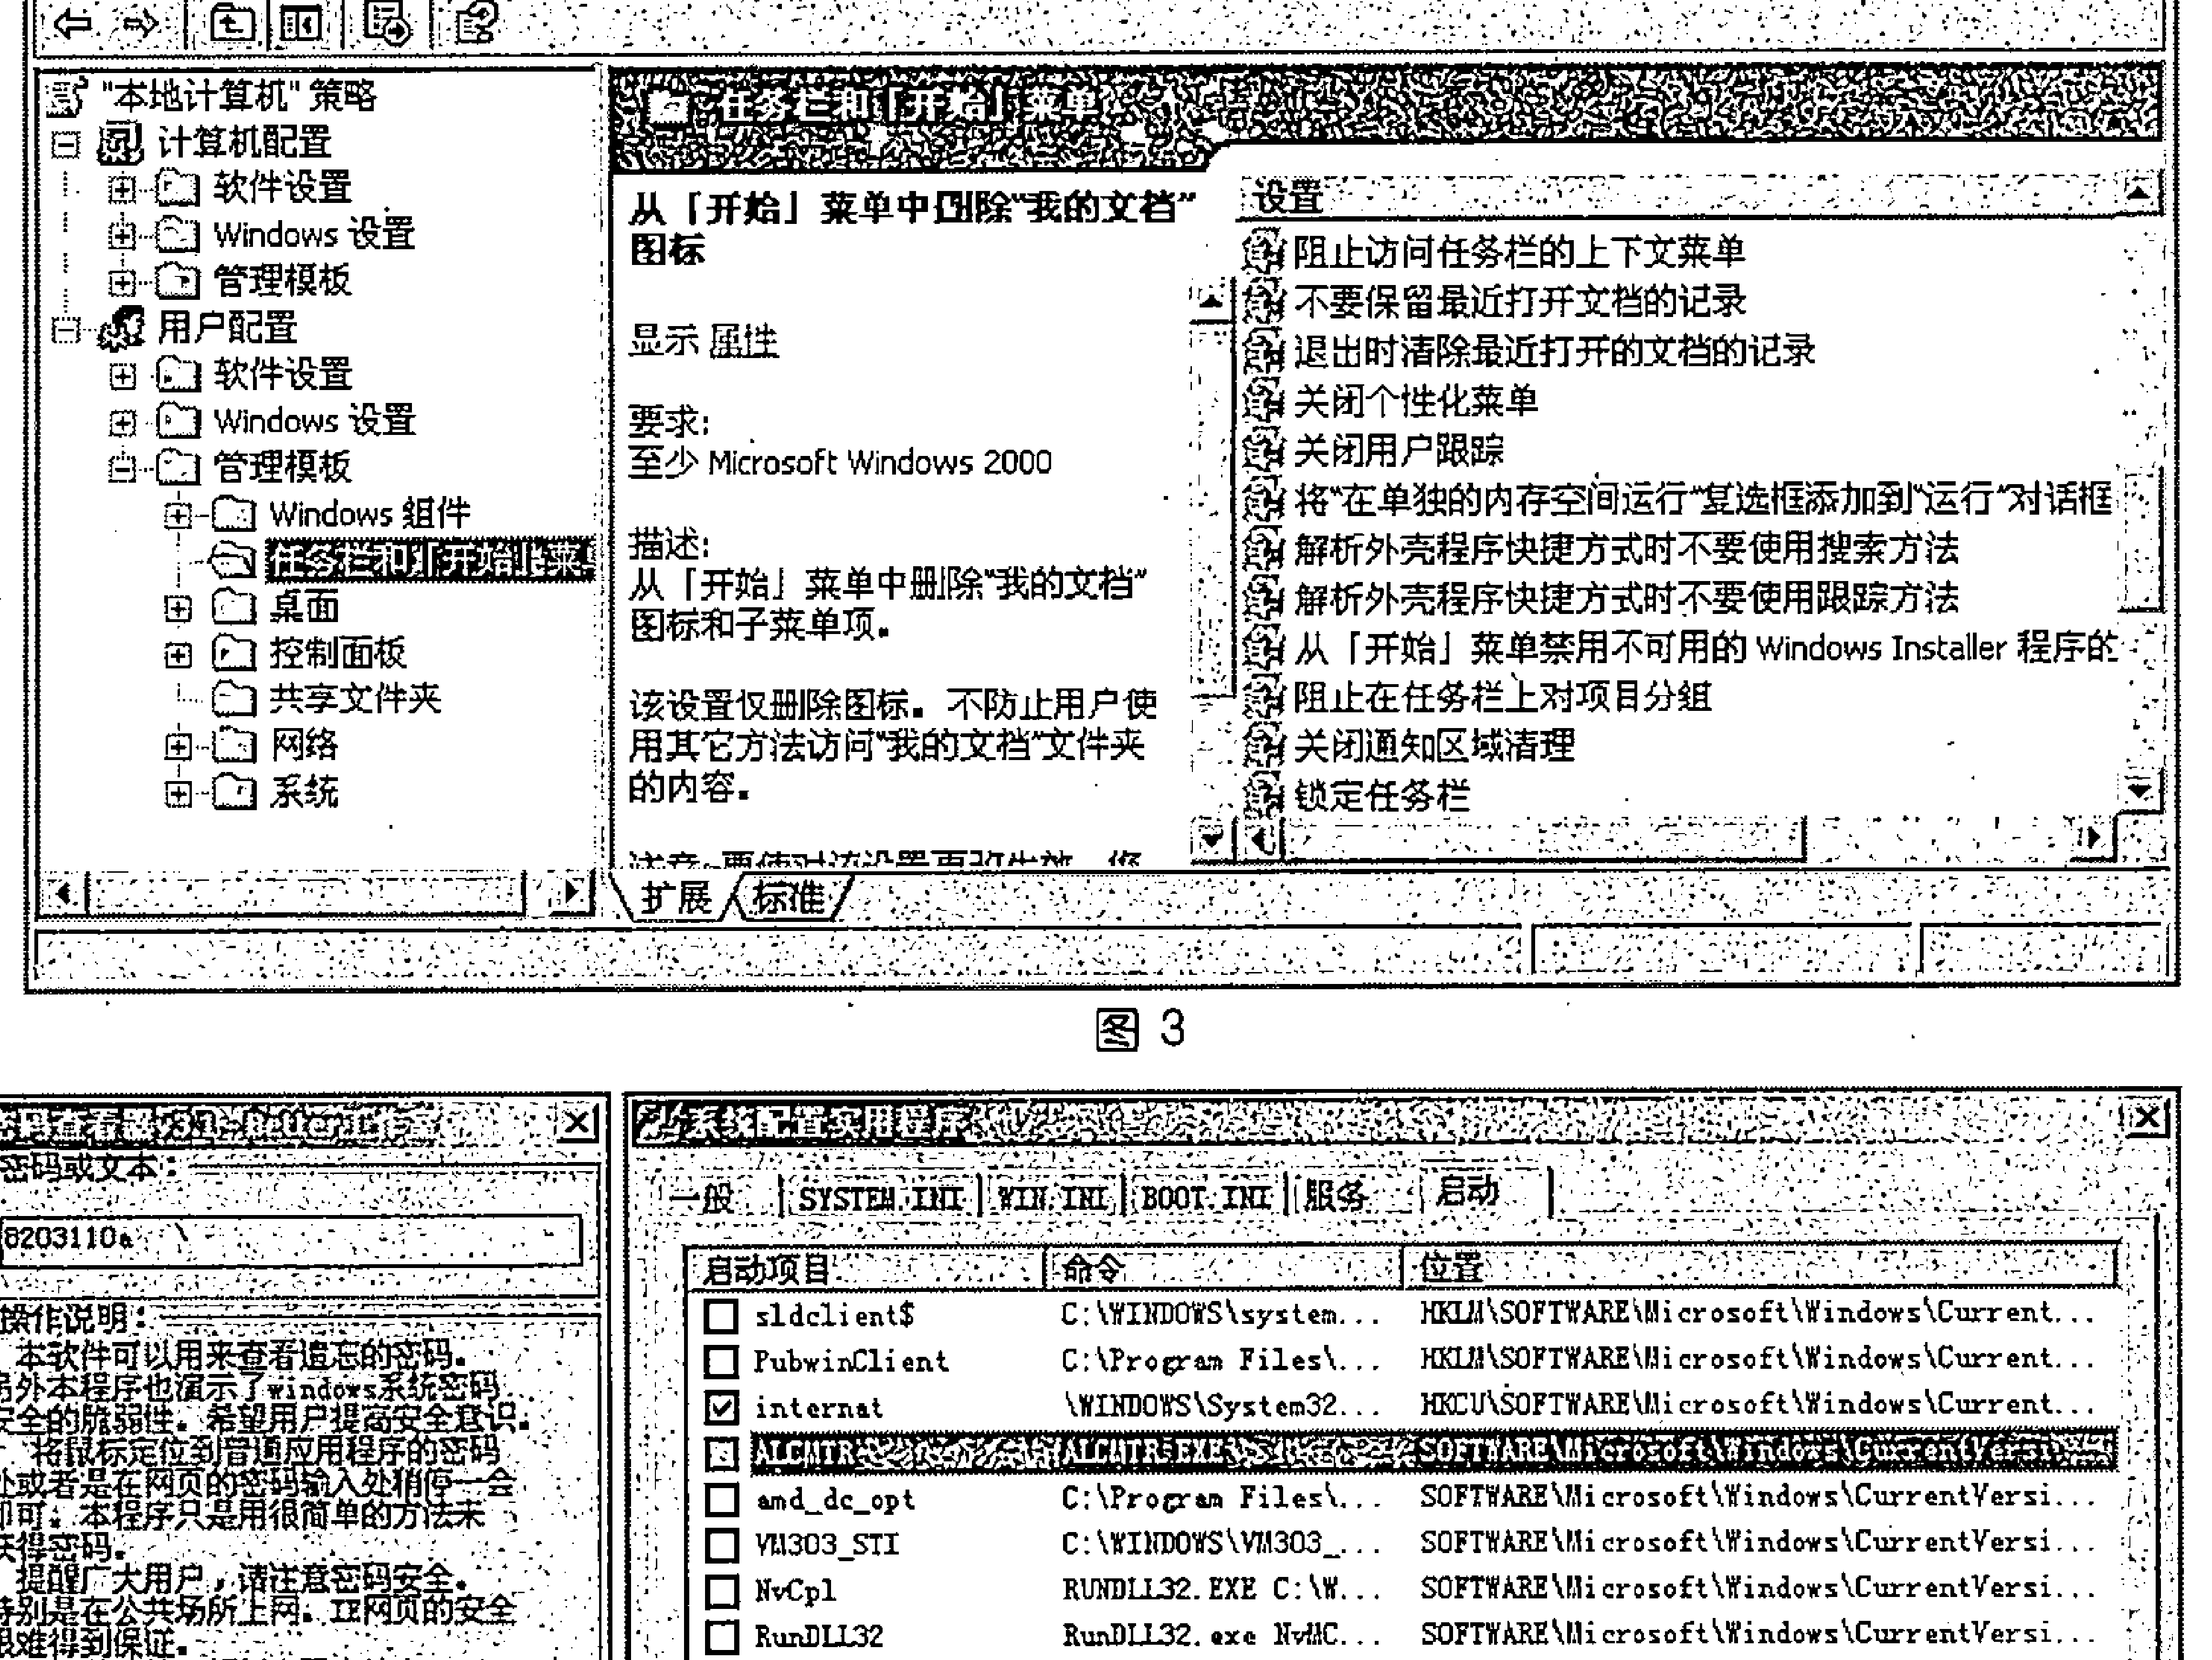 "本地计算机" 策略
计算机配置
软件设置
Windows 设置
管理模板
用户配置
软件设置
Windows 设置
管理模板
Windows 组件
任务栏和「开始」菜单
桌面
控制面板
共享文件夹
网络
系统
任务栏和「开始」菜单
从「开始」菜单中删除“我的文档”
图标
显示 属性
要求:
至少 Microsoft Windows 2000
描述:
从「开始」菜单中删除“我的文档”
图标和子菜单项。
该设置仅删除图标。不防止用户使
用其它方法访问“我的文档”文件夹
的内容。
扩展 标准
设置
阻止访问任务栏的上下文菜单
不要保留最近打开文档的记录
退出时清除最近打开的文档的记录
关闭个性化菜单
关闭用户跟踪
将“在单独的内存空间运行”复选框添加到“运行”对话框
解析外壳程序快捷方式时不要使用搜索方法
解析外壳程序快捷方式时不要使用跟踪方法
从「开始」菜单禁用不可用的 Windows Installer 程序的
阻止在任务栏上对项目分组
关闭通知区域清理
锁定任务栏
图 3
密码或文本:
8203110a
操作说明:
本软件可以用来查看遗忘的密码。
另外本程序也演示了windows系统密码
安全的脆弱性。希望用户提高安全意识。
将鼠标定位到普通应用程序的密码
处或者是在网页的密码输入处稍停一会
即可。本程序只是用很简单的方法来
获得密码。
提醒广大用户，请注意密码安全。
特别是在公共场所上网。IE网页的安全
很难得到保证。
系统配置实用程序
一般 SYSTEM.INI WIN.INI BOOT.INI 服务 启动
启动项目 命令 位置
sldclient$ C:\WINDOWS\system... HKLM\SOFTWARE\Microsoft\Windows\Current...
PubwinClient C:\Program Files\... HKLM\SOFTWARE\Microsoft\Windows\Current...
internat \WINDOWS\System32... HKCU\SOFTWARE\Microsoft\Windows\Current...
ALCMTR ALCMTR.EXE SOFTWARE\Microsoft\Windows\CurrentVersi...
amd_dc_opt C:\Program Files\... SOFTWARE\Microsoft\Windows\CurrentVersi...
VM303_STI C:\WINDOWS\VM303_... SOFTWARE\Microsoft\Windows\CurrentVersi...
NvCpl RUNDLL32.EXE C:\W... SOFTWARE\Microsoft\Windows\CurrentVersi...
RunDLL32 RunDLL32.exe NvMC... SOFTWARE\Microsoft\Windows\CurrentVersi...